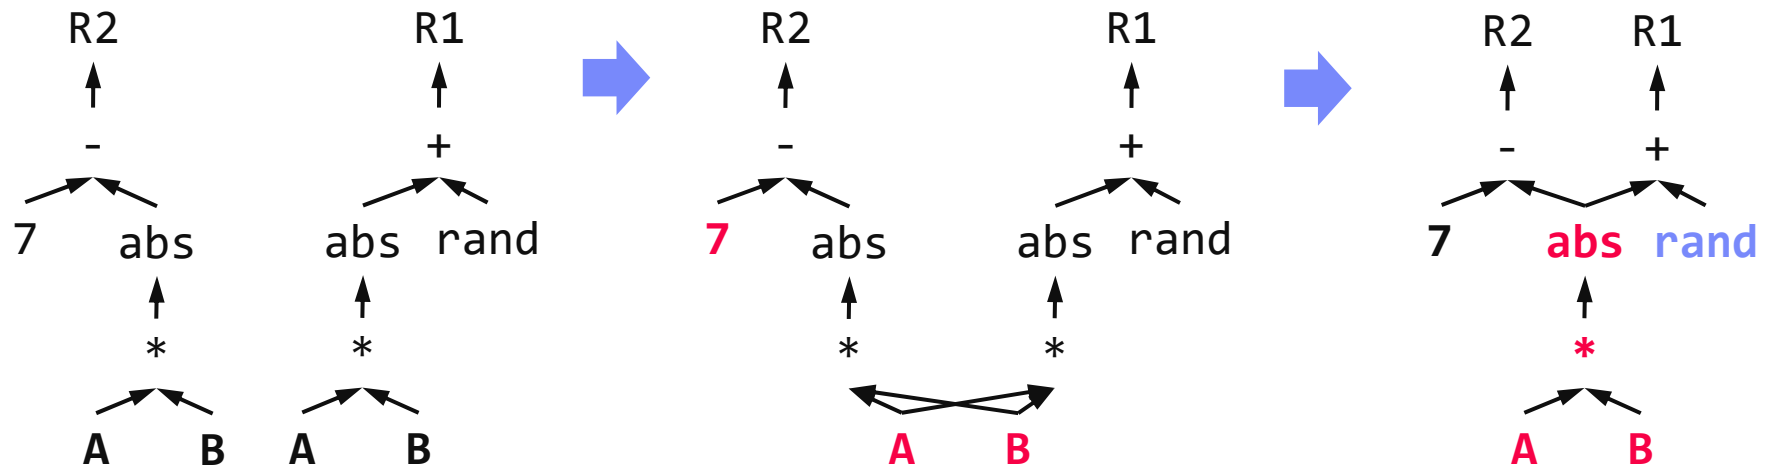 R2 R1 R2 R1 R2 R1
- + - + - +
7 abs abs rand 7 abs abs rand 7 abs rand
* * * * *
A B A B A B A B